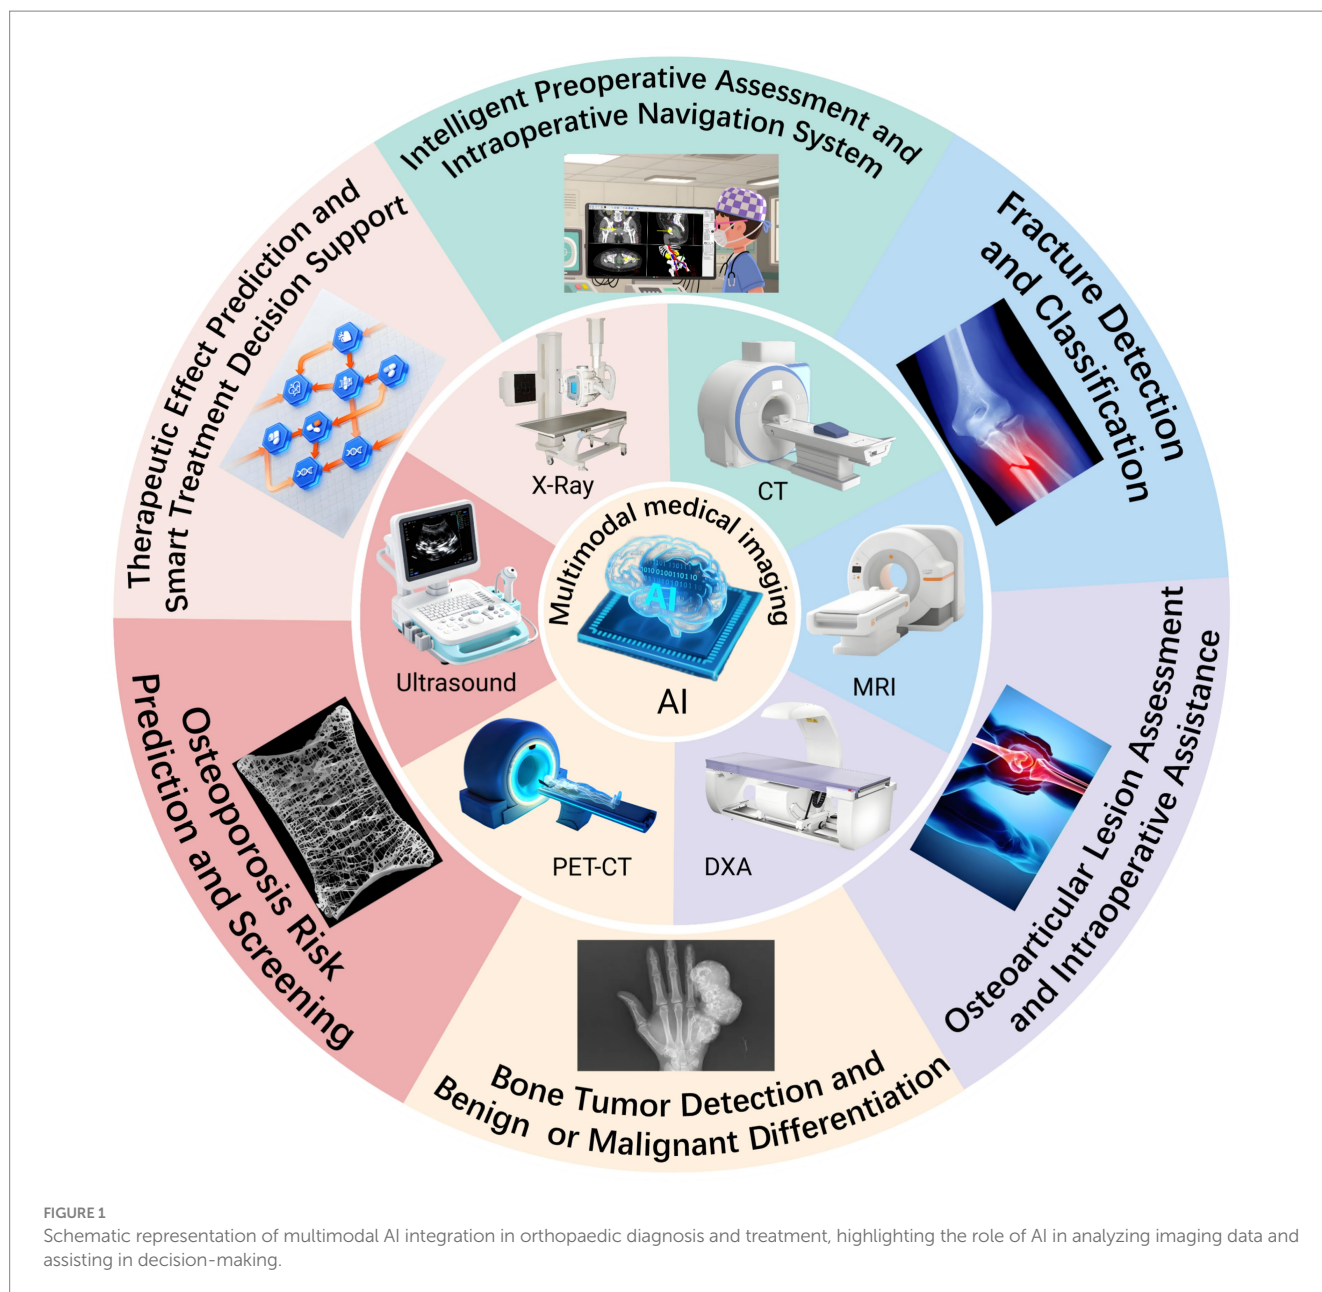 Intelligent Preoperative Assessment and
Intraoperative Navigation System
Fracture Detection
and Classification
Osteoarticular Lesion Assessment
and Intraoperative Assistance
Bone Tumor Detection and
Benign or Malignant Differentiation
Osteoporosis Risk
Prediction and Screening
Therapeutic Effect Prediction and
Smart Treatment Decision Support
X-Ray
CT
MRI
DXA
PET-CT
Ultrasound
Multimodal medical imaging
AI
AI
FIGURE 1
Schematic representation of multimodal AI integration in orthopaedic diagnosis and treatment, highlighting the role of AI in analyzing imaging data and
assisting in decision-making.